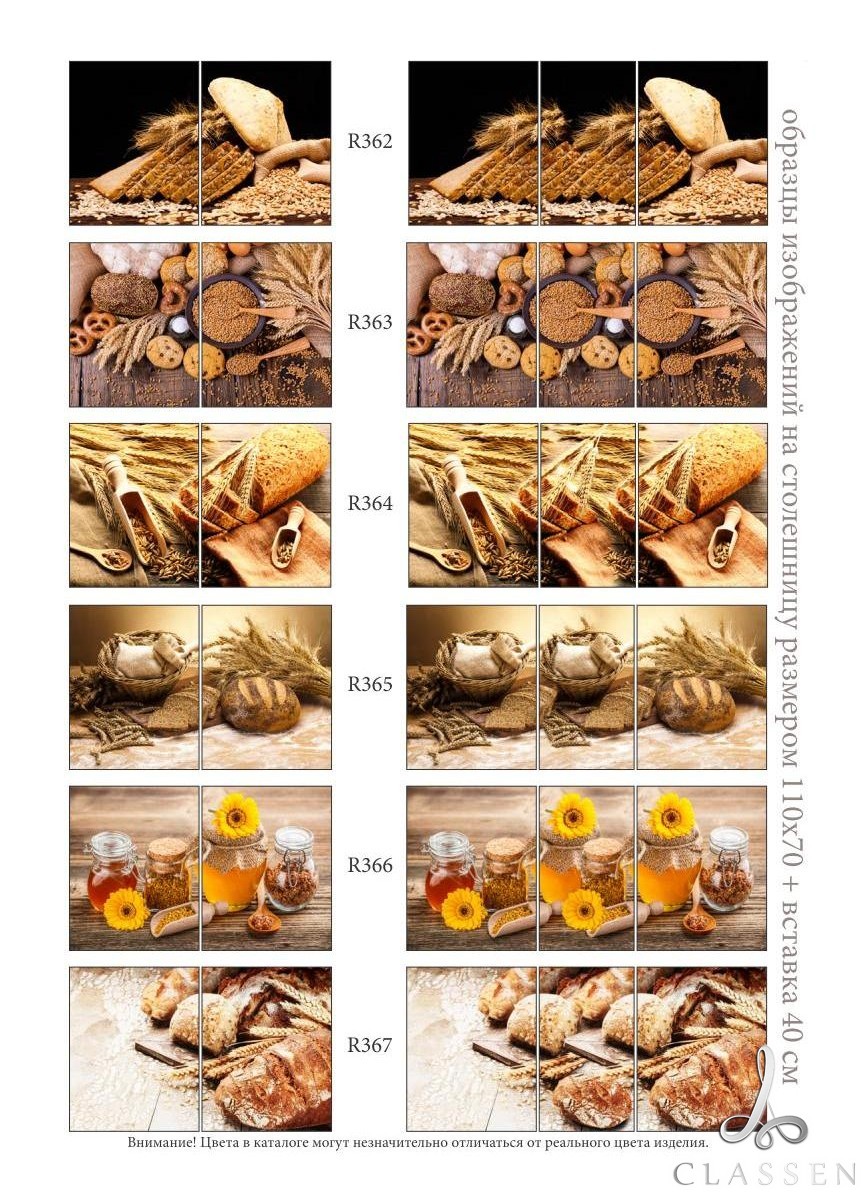 R362
R363
R364
R365
R366
R367
образцы изображений на столешницу размером 110x70 + вставка 40 см
Внимание! Цвета в каталоге могут незначительно отличаться от реального цвета изделия.
CLASSEN